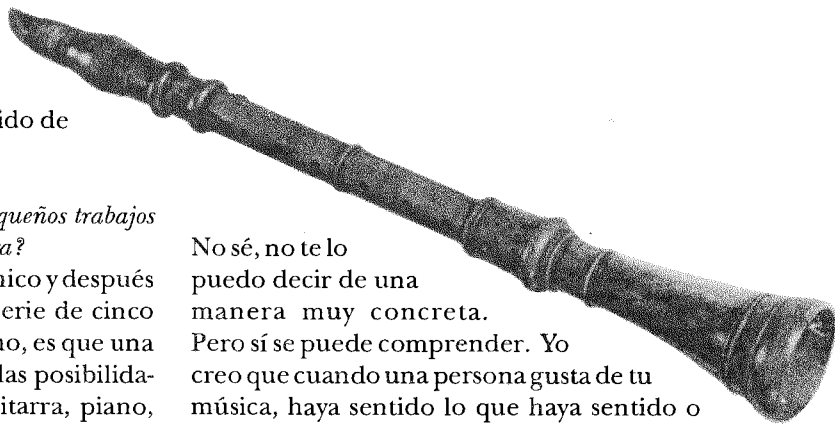 ido de
queños trabajos
a?
nico y después
erie de cinco
no, es que una
las posibilida-
itarra, piano,
No sé, no te lo
puedo decir de una
manera muy concreta.
Pero sí se puede comprender. Yo
creo que cuando una persona gusta de tu
música, haya sentido lo que haya sentido o